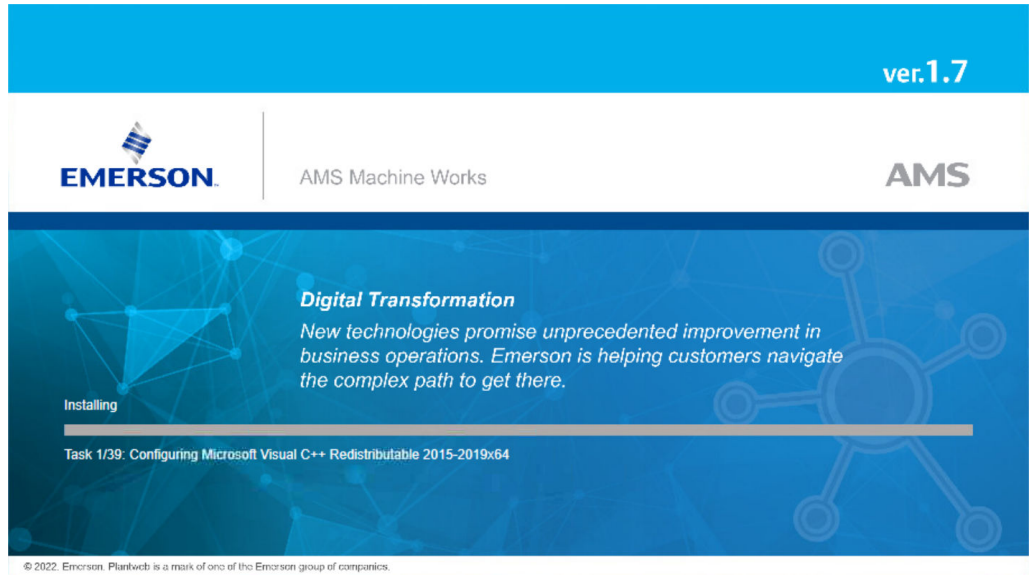 ver.1.7
EMERSON
AMS Machine Works
AMS
Digital Transformation
New technologies promise unprecedented improvement in
business operations. Emerson is helping customers navigate
the complex path to get there.
Installing
Task 1/39: Configuring Microsoft Visual C++ Redistributable 2015-2019x64
© 2022. Emerson. Plantweb is a mark of one of the Emerson group of companies.